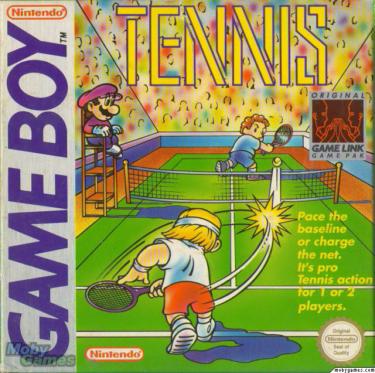 Nintendo
GAME BOY
TM
TENNIS
ORIGINAL
GAME LINK
GAME PAK
Pace the
baseline
or charge
the net.
It's pro
Tennis action
for 1 or 2
players.
Original
Nintendo
Seal of
Quality
Nintendo
Moby
Games
mobygames.com